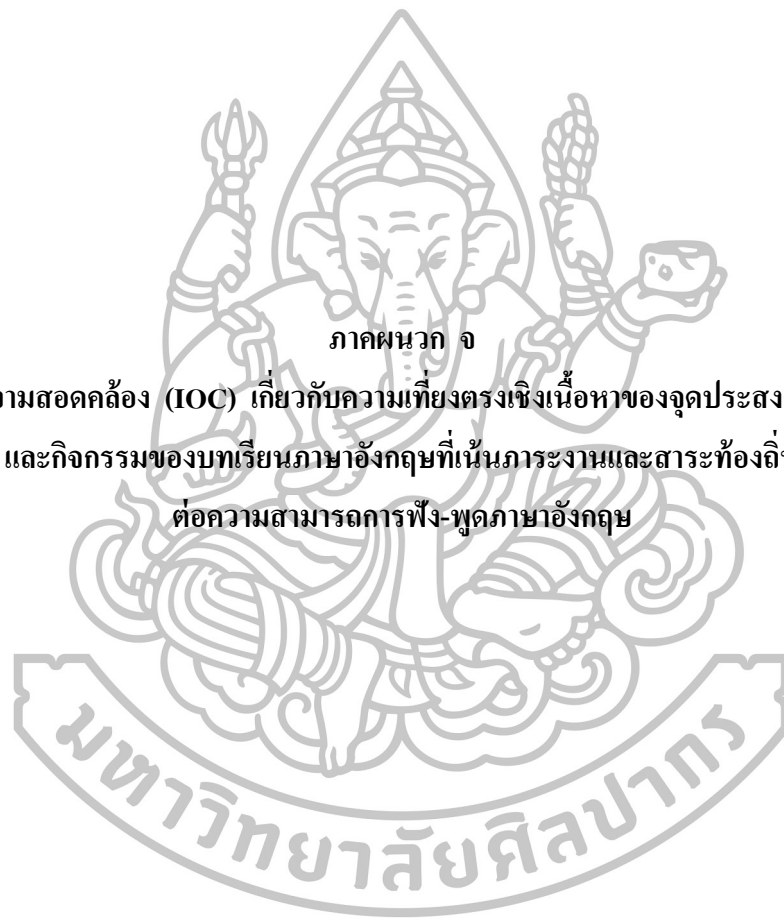 ภาคผนวก จ
ความสอดคล้อง (IOC) เกี่ยวกับความเที่ยงตรงเชิงเนื้อหาของจุดประสง
และกิจกรรมของบทเรียนภาษาอังกฤษที่เน้นภาระงานและสาระท้องถิ่
ต่อความสามารถการฟัง-พูดภาษาอังกฤษ
มหาวิทยาลัยศิลปากร